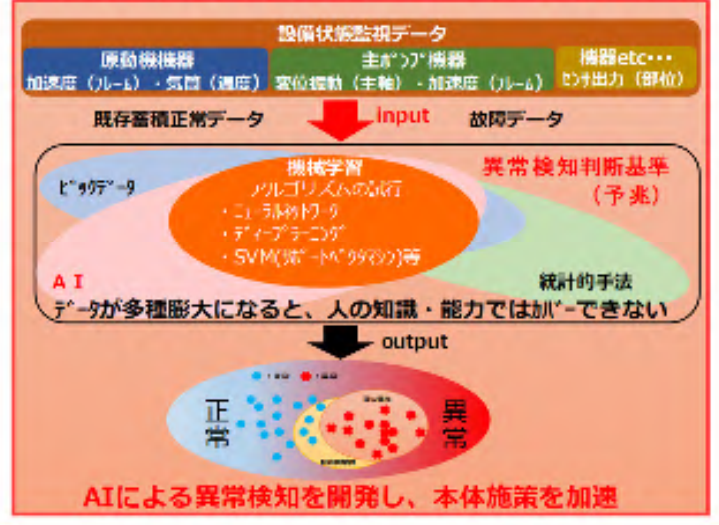 設備状態監視データ
原動機機器
加速度（ﾌﾚｰﾑ）・気筒（温度）
主ﾎﾟﾝﾌﾟ機器
変位振動（主軸）・加速度（ﾌﾚｰﾑ）
機器etc・・・
ｾﾝｻ出力（部位）
既存蓄積正常データ
input
故障データ
機械学習
ｱﾙｺﾞﾘｽﾞﾑの試行
・ﾆｭｰﾗﾙﾈｯﾄﾜｰｸ
・ﾃﾞｨｰﾌﾟﾗｰﾆﾝｸﾞ
・SVM(ｻﾎﾟｰﾄﾍﾞｸﾀﾏｼﾝ)等
ﾋﾞｯｸﾞﾃﾞｰﾀ
異常検知判断基準
（予兆）
AI
統計的手法
ﾃﾞｰﾀが多種膨大になると、人の知識・能力ではｶﾊﾞｰできない
output
正常
異常
AIによる異常検知を開発し、本体施策を加速